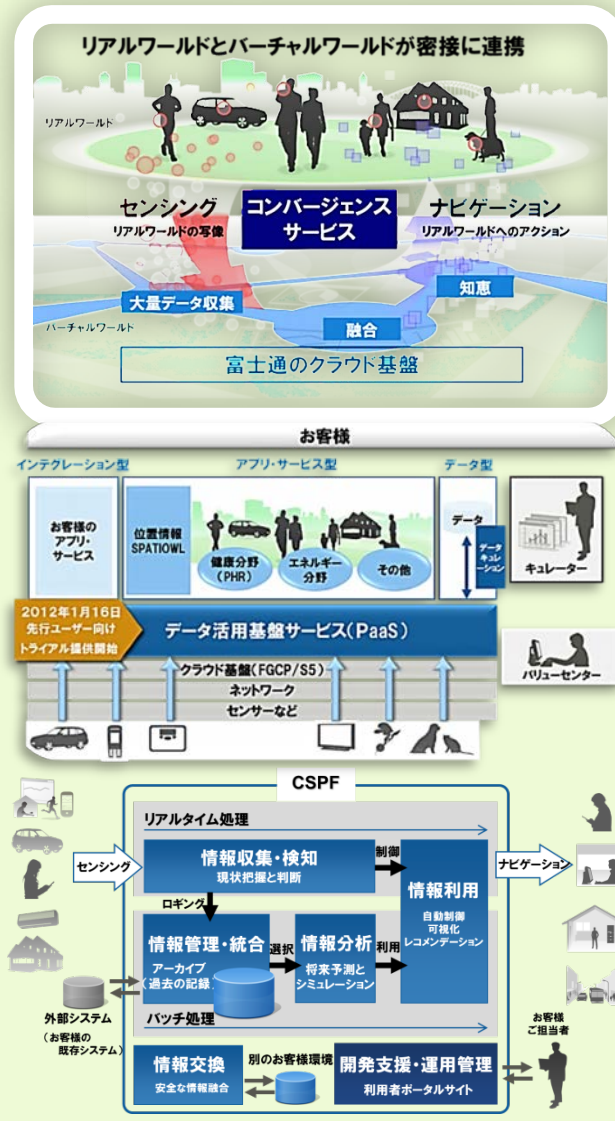 リアルワールドとバーチャルワールドが密接に連携
リアルワールド
センシング
リアルワールドの写像
コンバージェンス
サービス
ナビゲーション
リアルワールドへのアクション
大量データ収集
知恵
バーチャルワールド
融合
富士通のクラウド基盤
お客様
インテグレーション型
アプリ・サービス型
データ型
お客様の
アプリ・
サービス
位置情報
SPATIOWL
健康分野
(PHR)
エネルギー
分野
その他
データ
データ
キュレ
ーション
キュレーター
2012年1月16日
先行ユーザー向け
トライアル提供開始
データ活用基盤サービス(PaaS)
クラウド基盤(FGCP/S5)
ネットワーク
センサーなど
バリューセンター
CSPF
リアルタイム処理
センシング
情報収集・検知
現状把握と判断
制御
ナビゲーション
情報利用
自動制御
可視化
レコメンデーション
ロギング
情報管理・統合
アーカイブ
(過去の記録)
選択
情報分析
将来予測と
シミュレーション
利用
外部システム
(お客様の
既存システム)
バッチ処理
お客様
ご担当者
情報交換
安全な情報融合
別のお客様環境
開発支援・運用管理
利用者ポータルサイト